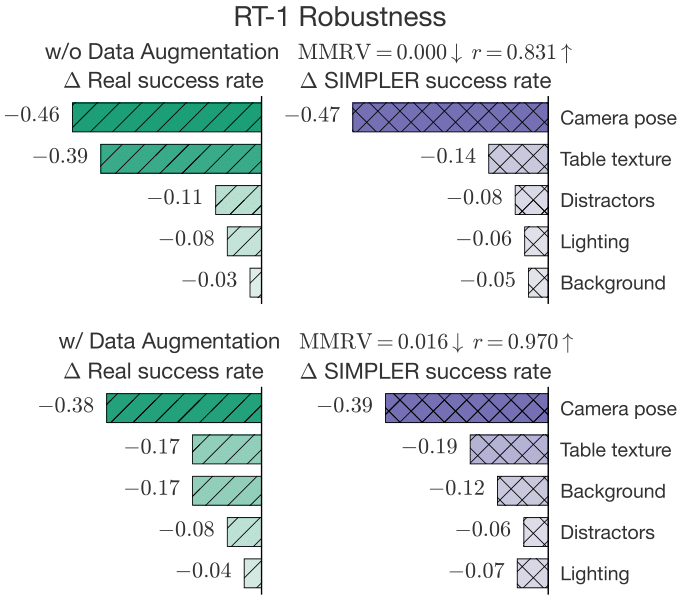 RT-1 Robustness
w/o Data Augmentation MMRV = 0.000↓ r = 0.831↑
Δ Real success rate Δ SIMPLER success rate
−0.46 −0.47 Camera pose
−0.39 −0.14 Table texture
−0.11 −0.08 Distractors
−0.08 −0.06 Lighting
−0.03 −0.05 Background
w/ Data Augmentation MMRV = 0.016↓ r = 0.970↑
Δ Real success rate Δ SIMPLER success rate
−0.38 −0.39 Camera pose
−0.17 −0.19 Table texture
−0.17 −0.12 Background
−0.08 −0.06 Distractors
−0.04 −0.07 Lighting